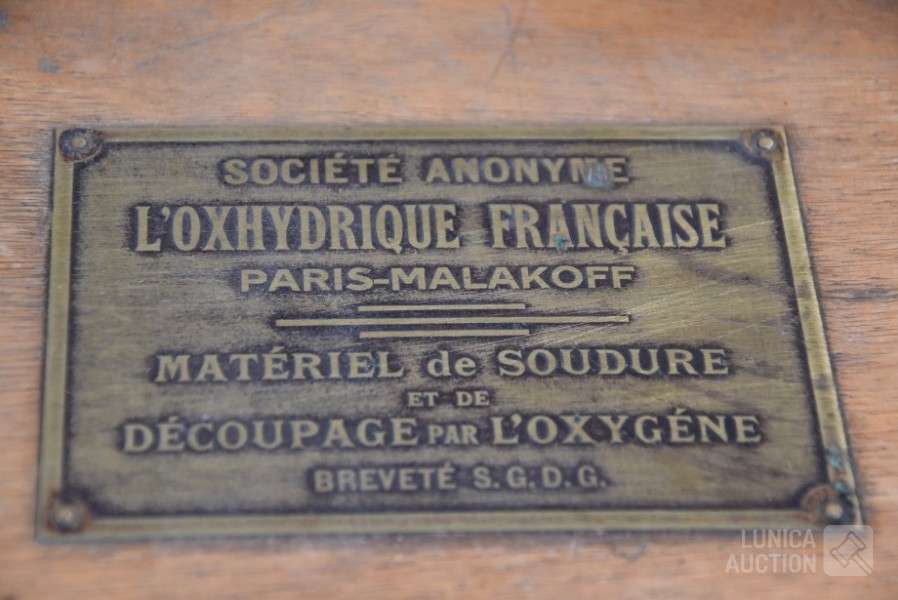 SOCIÉTÉ ANONYME
L'OXHYDRIQUE FRANÇAISE
PARIS-MALAKOFF
MATÉRIEL de SOUDURE
ET DE
DÉCOUPAGE PAR L'OXYGÉNE
BREVETÉ S.G.D.G.
LUNICA
AUCTION